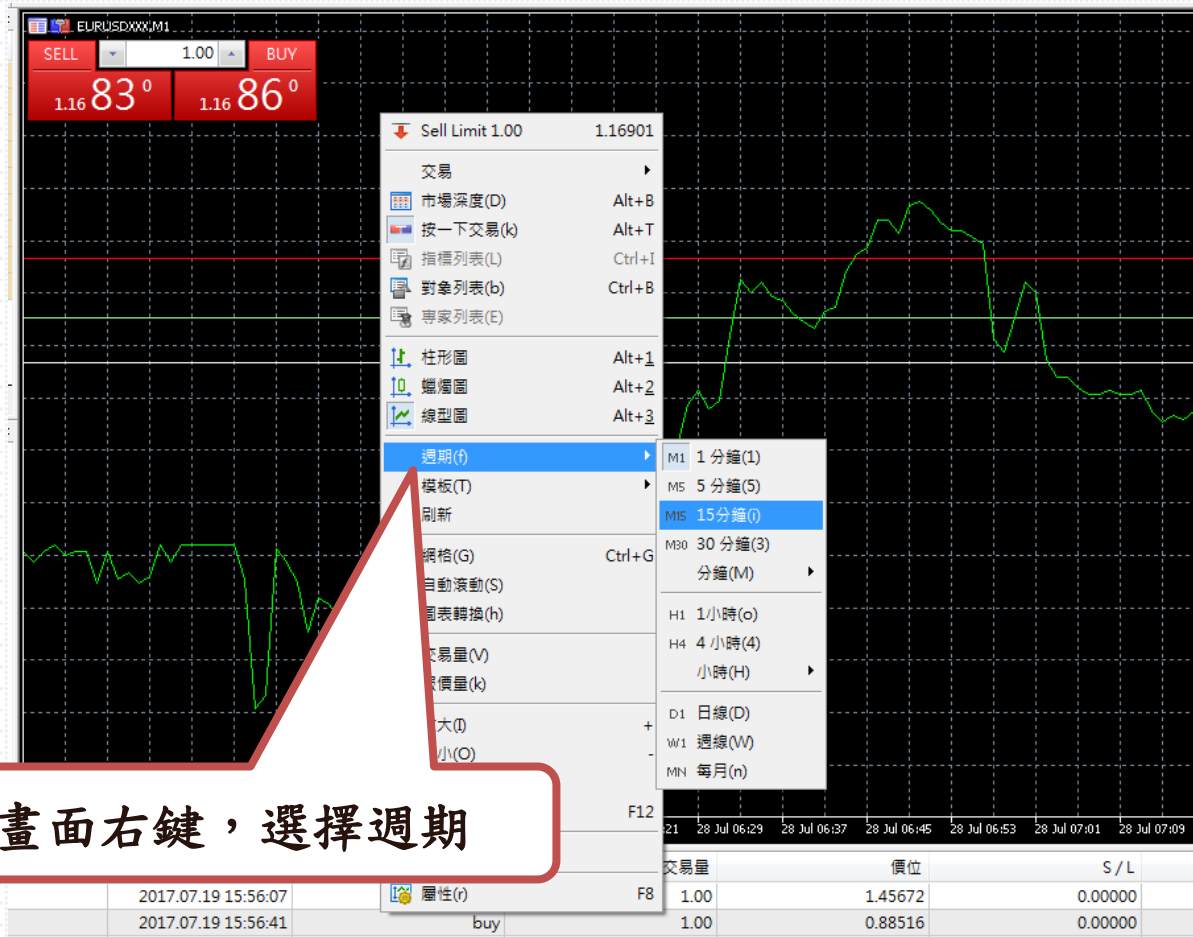 EURUSDXXX,M1
SELL 1.00 BUY
1.16 83 0 1.16 86 0
Sell Limit 1.00 1.16901
交易
市場深度(D) Alt+B
按一下交易(k) Alt+T
指標列表(L) Ctrl+I
對象列表(b) Ctrl+B
專家列表(E)
柱形圖 Alt+1
蠟燭圖 Alt+2
線型圖 Alt+3
週期(f)
模板(T)
刷新
網格(G) Ctrl+G
自動滾動(S)
圖表轉換(h)
交易量(V)
價量(k)
大(I) +
小(O) -
F12
屬性(r) F8
M1 1 分鐘(1)
M5 5 分鐘(5)
M15 15分鐘(i)
M30 30 分鐘(3)
分鐘(M)
H1 1小時(o)
H4 4 小時(4)
小時(H)
D1 日線(D)
W1 週線(W)
MN 每月(n)
畫面右鍵，選擇週期
:21 28 Jul 06:29 28 Jul 06:37 28 Jul 06:45 28 Jul 06:53 28 Jul 07:01 28 Jul 07:09
交易量 價位 S / L
2017.07.19 15:56:07 1.00 1.45672 0.00000
2017.07.19 15:56:41 buy 1.00 0.88516 0.00000